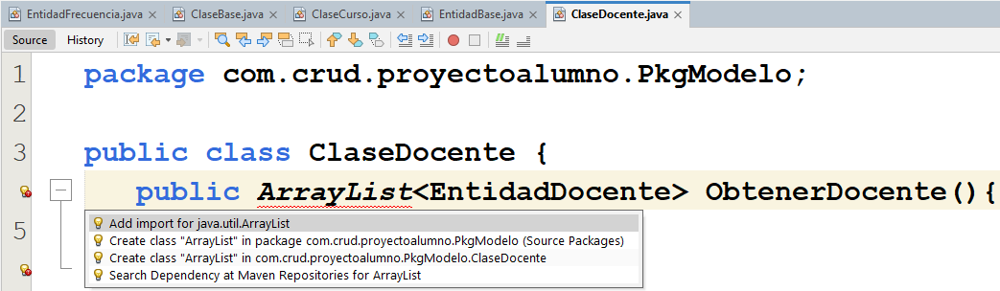 EntidadFrecuencia.java ClaseBase.java ClaseCurso.java EntidadBase.java ClaseDocente.java
Source History
1 package com.crud.proyectoalumno.PkgModelo;
2
3 public class ClaseDocente {
public ArrayList<EntidadDocente> ObtenerDocente(){
5
Add import for java.util.ArrayList
Create class "ArrayList" in package com.crud.proyectoalumno.PkgModelo (Source Packages)
Create class "ArrayList" in com.crud.proyectoalumno.PkgModelo.ClaseDocente
Search Dependency at Maven Repositories for ArrayList